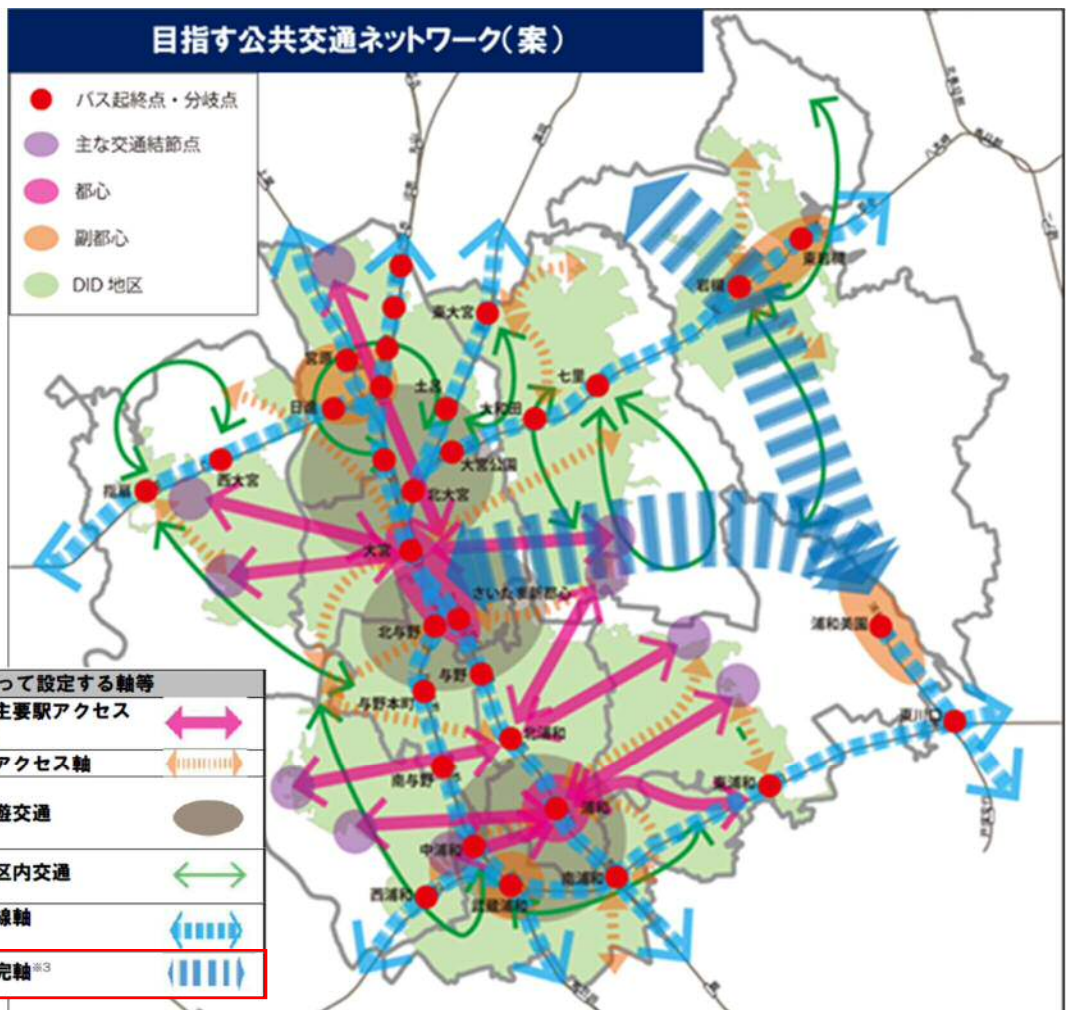 目指す公共交通ネットワーク(案)
バス起終点・分岐点
主な交通結節点
都心
副都心
DID 地区
東岩槻
岩槻
東大宮
宮原
土呂
七里
日進
大和田
大宮公園
西大宮
指扇
北大宮
大宮
さいたま新都心
北与野
浦和美園
与野
与野本町
東川口
北浦和
南与野
東浦和
浦和
中浦和
南浦和
西浦和
武蔵浦和
って設定する軸等
主要駅アクセス
アクセス軸
遊交通
区内交通
線軸
完軸※3